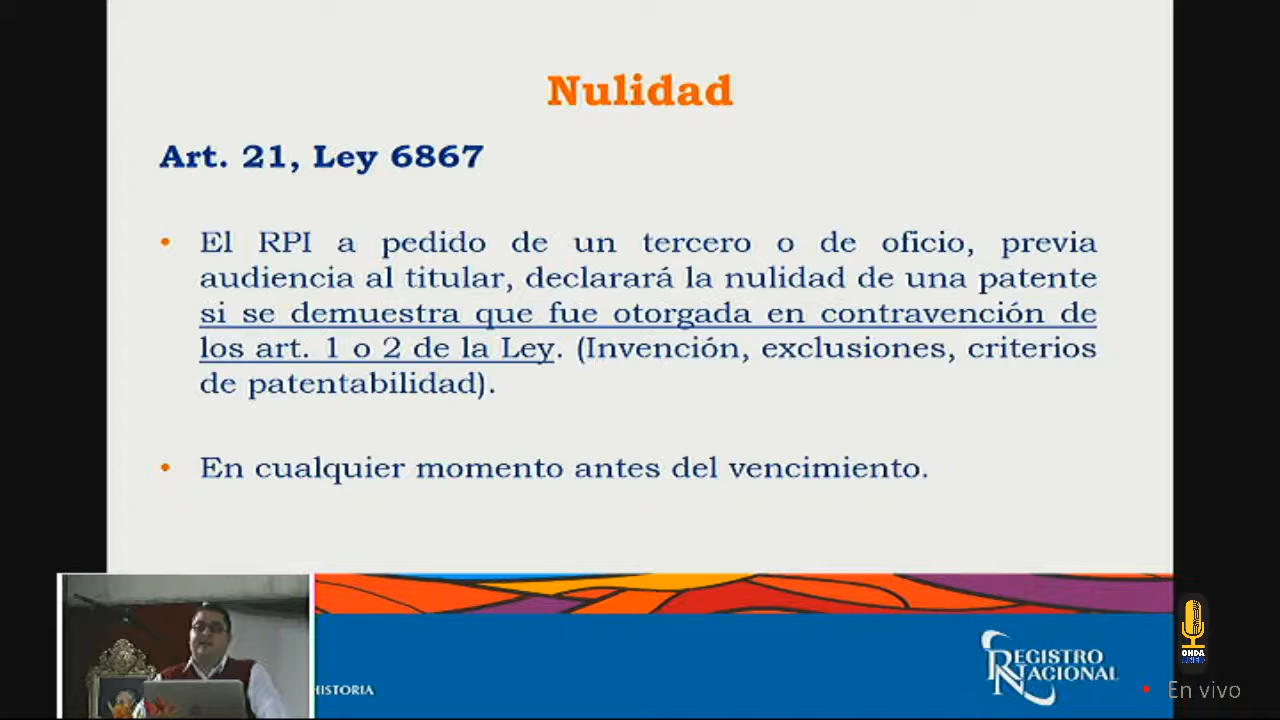 Nulidad
Art. 21, Ley 6867
• El RPI a pedido de un tercero o de oficio, previa
audiencia al titular, declarará la nulidad de una patente
si se demuestra que fue otorgada en contravención de
los art. 1 o 2 de la Ley. (Invención, exclusiones, criterios
de patentabilidad).
• En cualquier momento antes del vencimiento.
HISTORIA
REGISTRO
NACIONAL
ONDA
UNED
En vivo